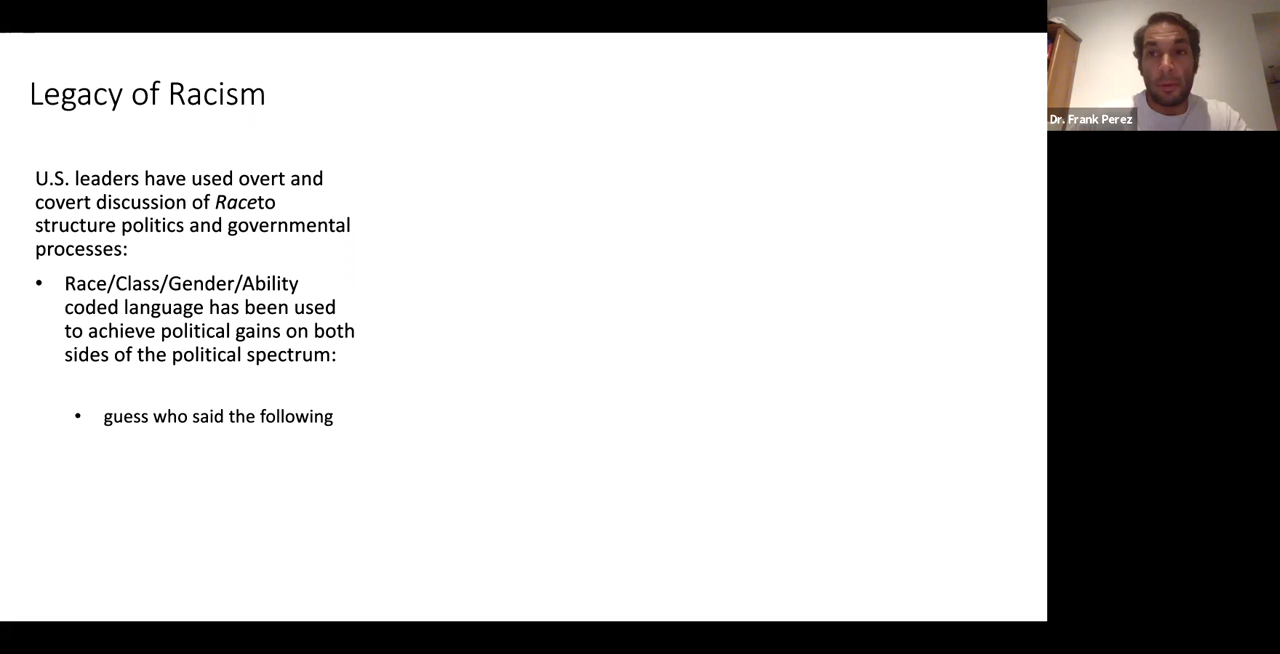 Legacy of Racism
U.S. leaders have used overt and
covert discussion of Raceto
structure politics and governmental
processes:
• Race/Class/Gender/Ability
coded language has been used
to achieve political gains on both
sides of the political spectrum:
• guess who said the following
Dr. Frank Perez